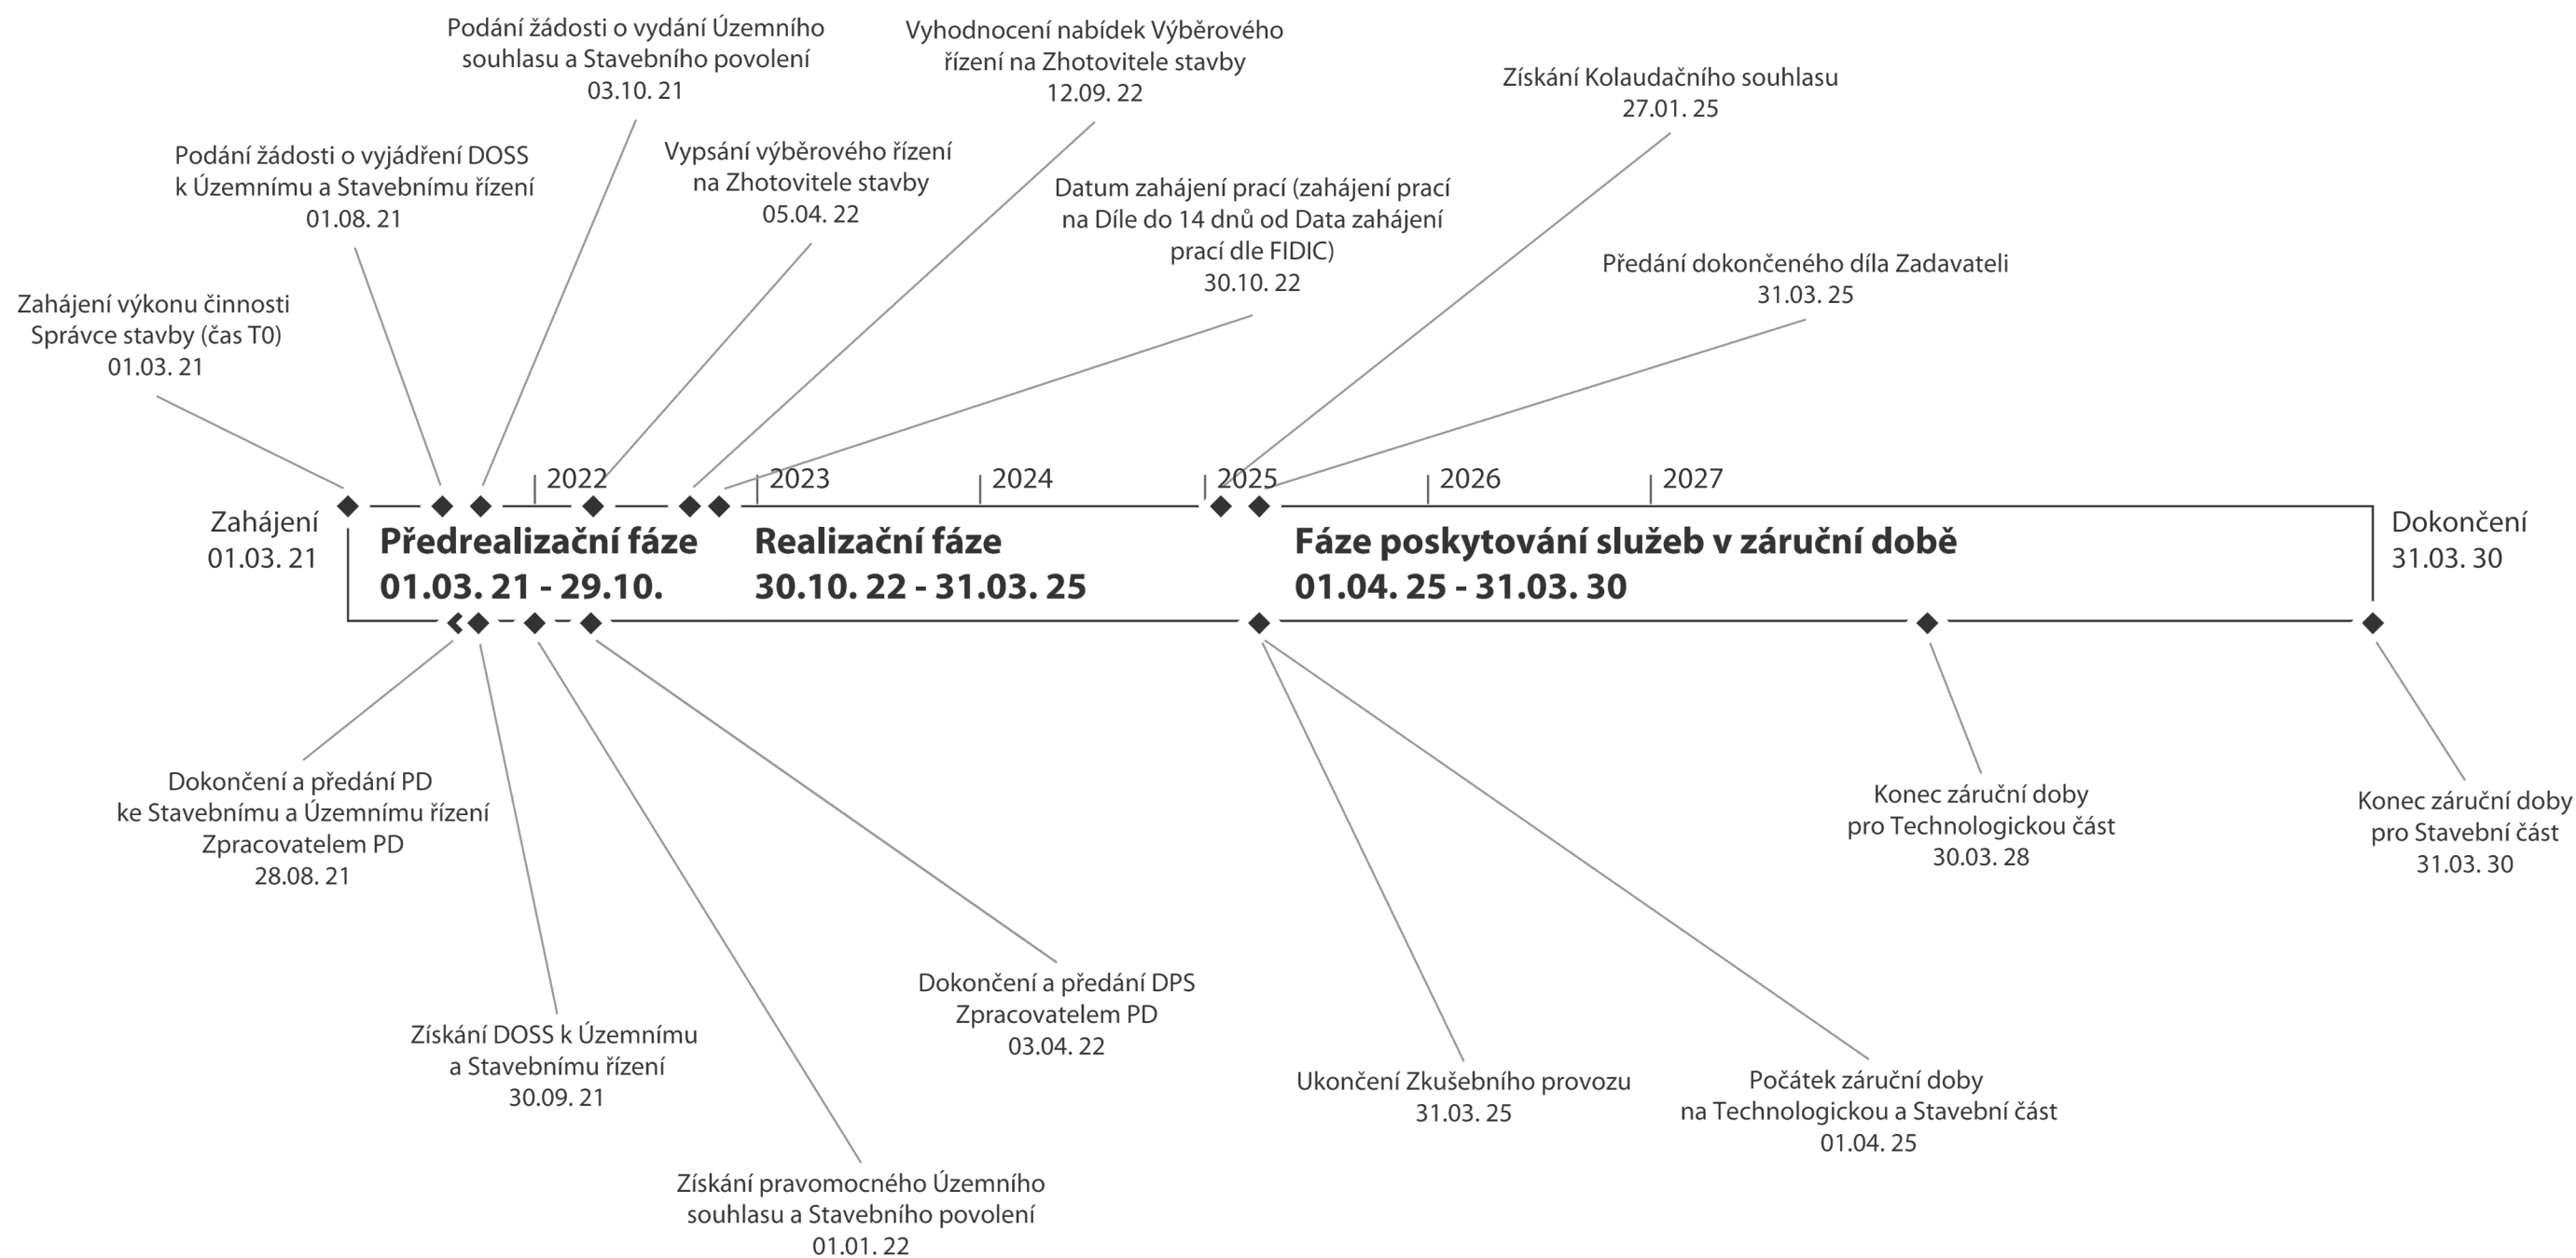 Podání žádosti o vydání Územního
souhlasu a Stavebního povolení
03.10. 21
Vyhodnocení nabídek Výběrového
řízení na Zhotovitele stavby
12.09. 22
Získání Kolaudačního souhlasu
27.01. 25
Podání žádosti o vyjádření DOSS
k Územnímu a Stavebnímu řízení
01.08. 21
Vypsání výběrového řízení
na Zhotovitele stavby
05.04. 22
Datum zahájení prací (zahájení prací
na Díle do 14 dnů od Data zahájení
prací dle FIDIC)
30.10. 22
Předání dokončeného díla Zadavateli
31.03. 25
Zahájení výkonu činnosti
Správce stavby (čas T0)
01.03. 21
2022
2023
2024
2025
2026
2027
Zahájení
01.03. 21
Předrealizační fáze
01.03. 21 - 29.10.
Realizační fáze
30.10. 22 - 31.03. 25
Fáze poskytování služeb v záruční době
01.04. 25 - 31.03. 30
Dokončení
31.03. 30
Dokončení a předání PD
ke Stavebnímu a Územnímu řízení
Zpracovatelem PD
28.08. 21
Konec záruční doby
pro Technologickou část
30.03. 28
Konec záruční doby
pro Stavební část
31.03. 30
Dokončení a předání DPS
Zpracovatelem PD
03.04. 22
Získání DOSS k Územnímu
a Stavebnímu řízení
30.09. 21
Ukončení Zkušebního provozu
31.03. 25
Počátek záruční doby
na Technologickou a Stavební část
01.04. 25
Získání pravomocného Územního
souhlasu a Stavebního povolení
01.01. 22